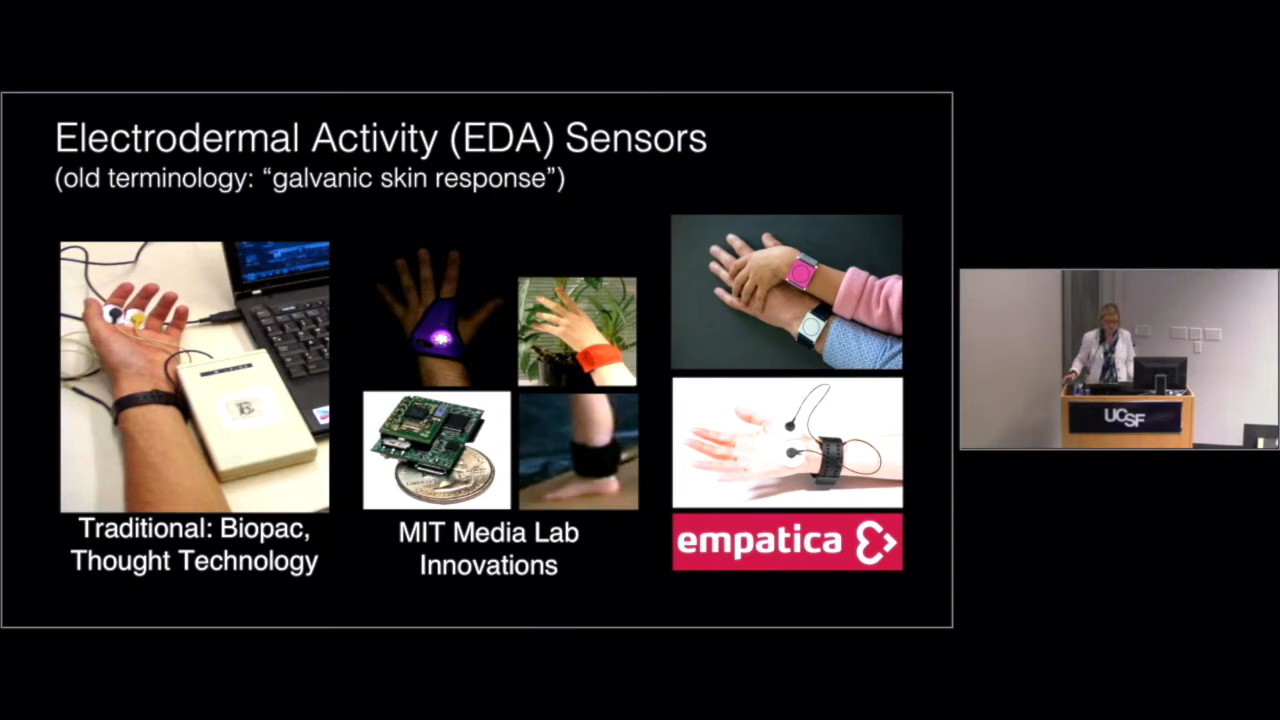 Electrodermal Activity (EDA) Sensors
(old terminology: “galvanic skin response”)
Traditional: Biopac,
Thought Technology
MIT Media Lab
Innovations
empatica
UCSF